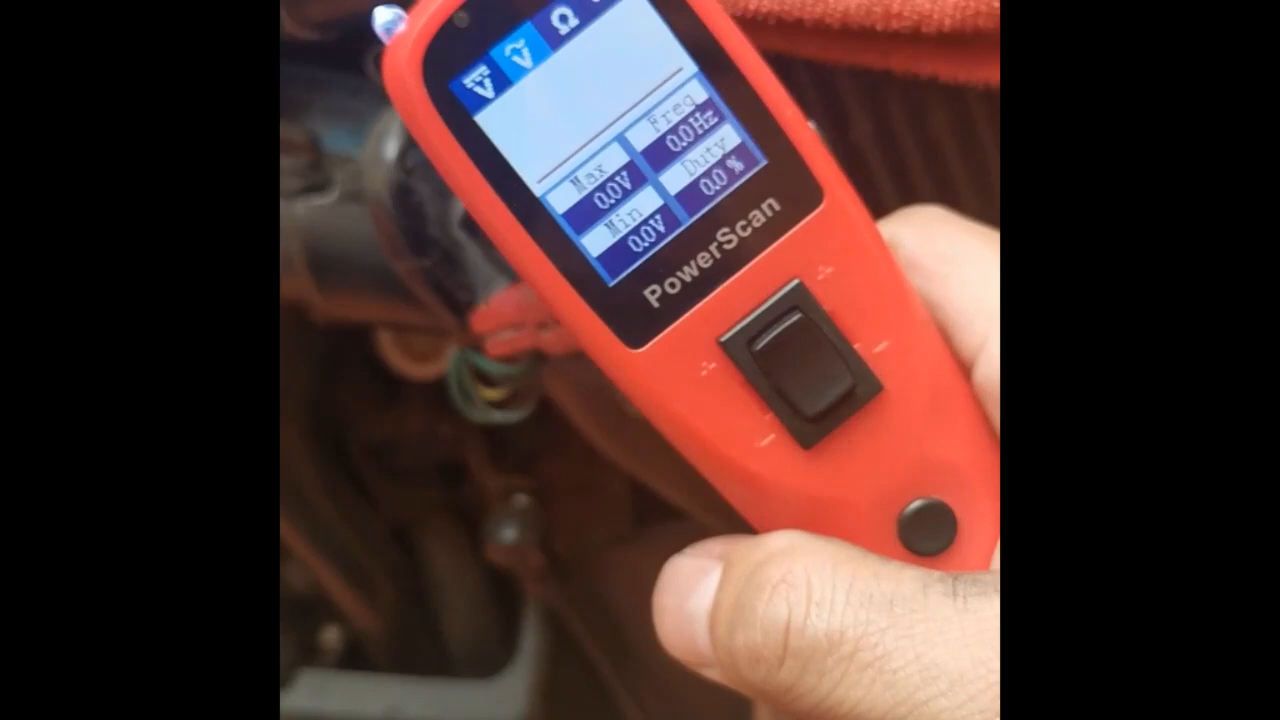 V V Ω
Max
0.0V
Freq
0.0Hz
Min
0.0V
Duty
0.0 %
PowerScan
+ -
+ -